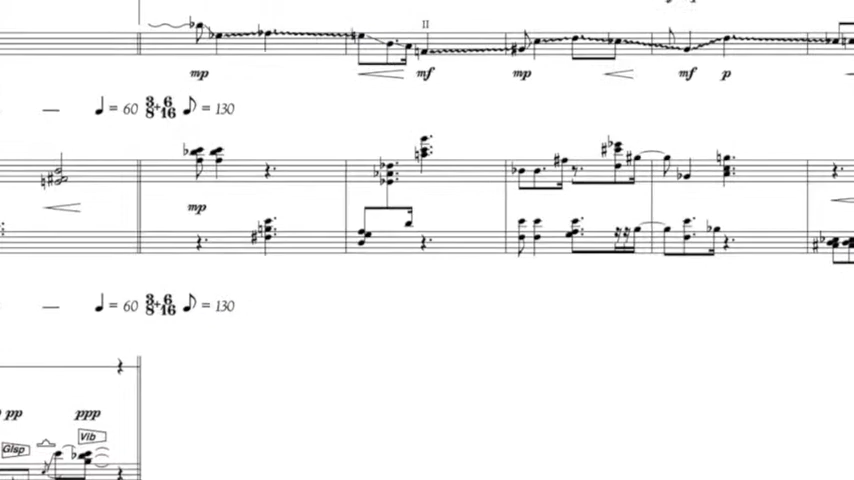 II
mp mf mp mf p
— ♩ = 60 3/8+6/16 ♪ = 130
mp
— ♩ = 60 3/8+6/16 ♪ = 130
pp ppp
Vib
Glsp